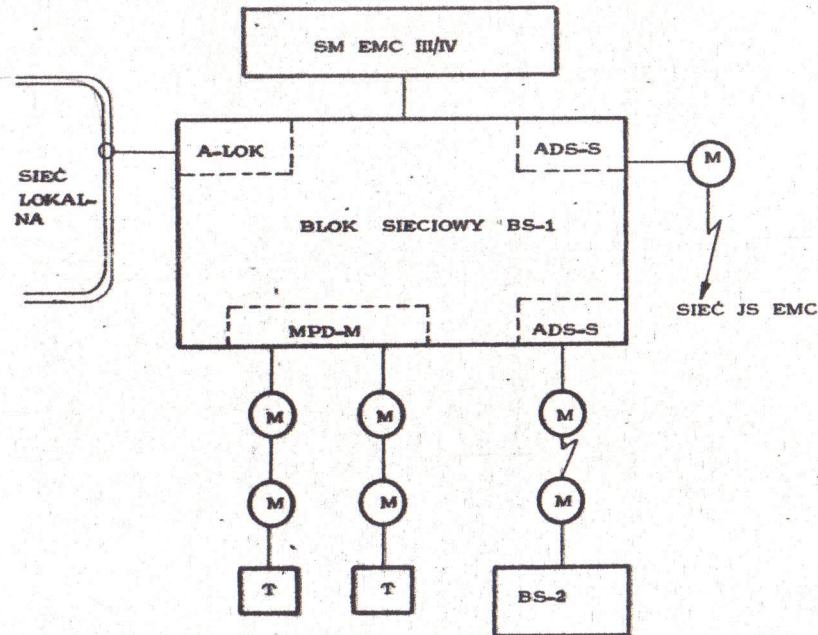 SM EMC III/IV
A-LOK
ADS-S
M
SIEĆ
LOKAL-
NA
BLOK SIECIOWY BS-1
SIEĆ JS EMC
MPD-M
ADS-S
M
M
M
M
M
M
T
T
BS-2